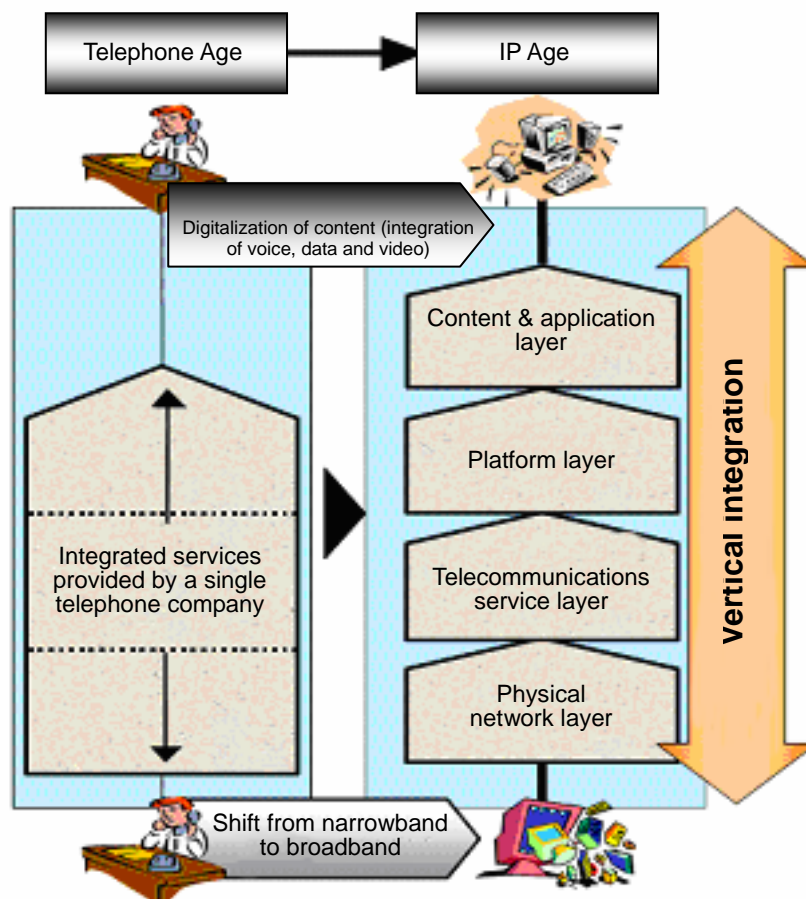 Telephone Age
IP Age
Digitalization of content (integration
of voice, data and video)
Content & application
layer
Platform layer
Integrated services
provided by a single
telephone company
Telecommunications
service layer
Physical
network layer
Vertical integration
Shift from narrowband
to broadband